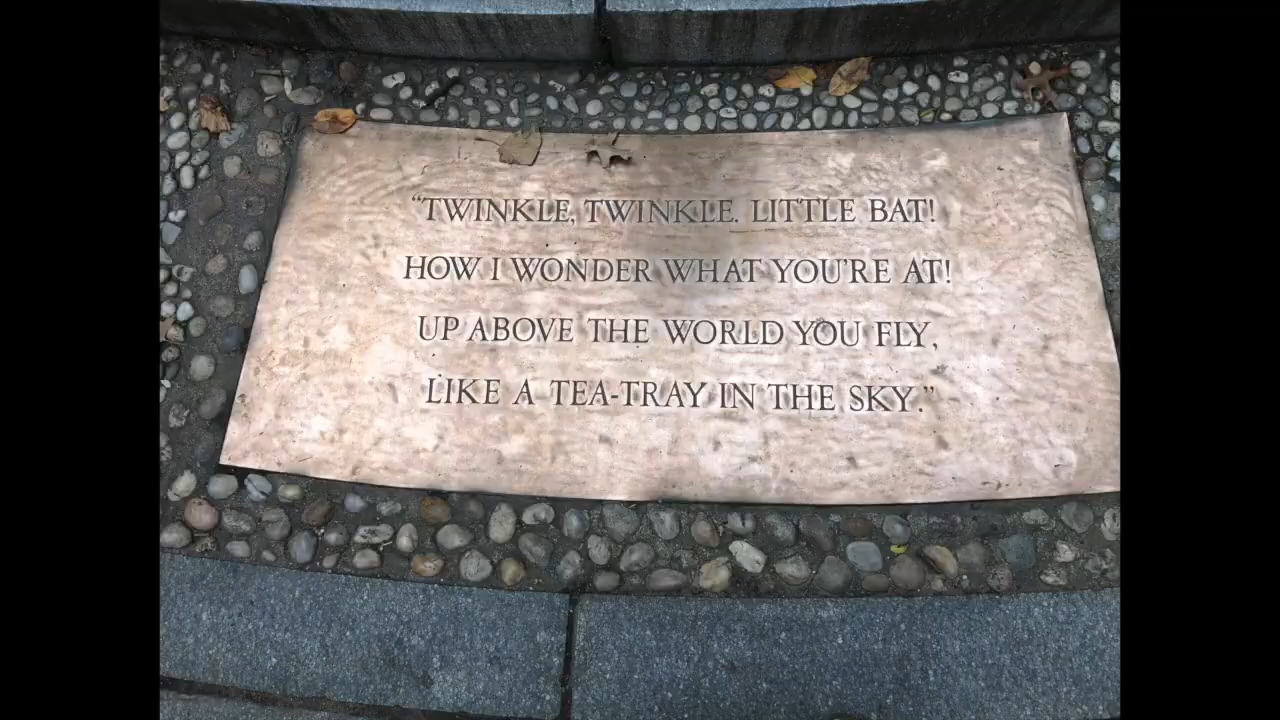 “TWINKLE, TWINKLE. LITTLE BAT!
HOW I WONDER WHAT YOU'RE AT!
UP ABOVE THE WORLD YOU FLY,
LIKE A TEA-TRAY IN THE SKY.”